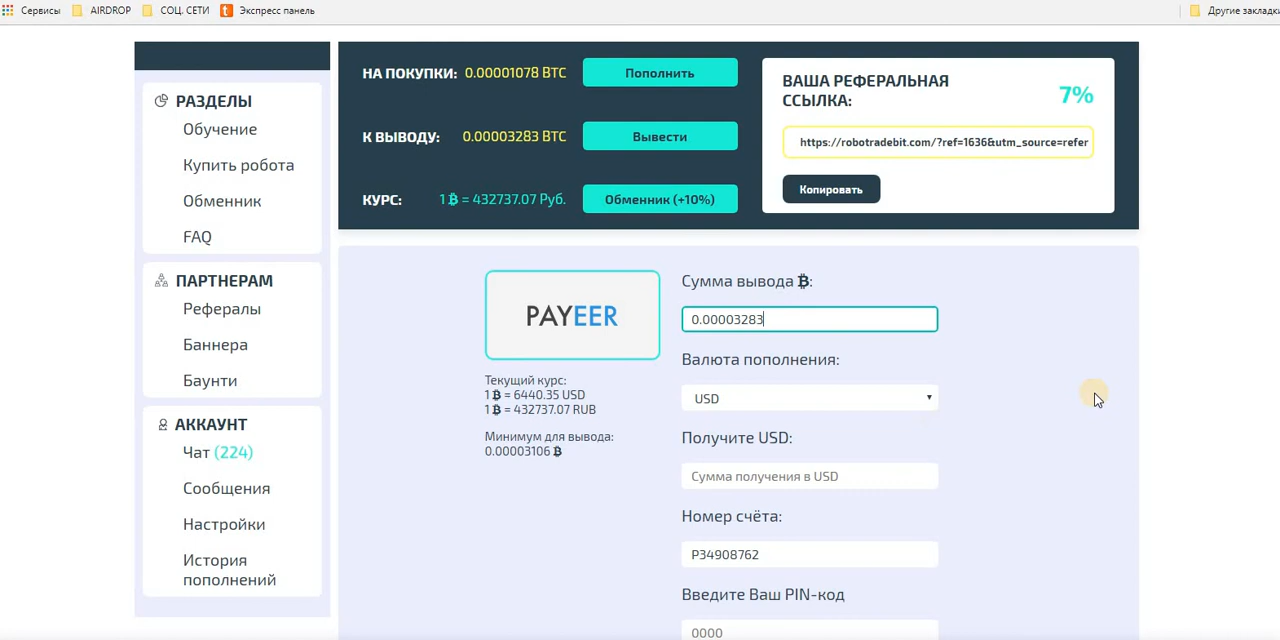 Сервисы AIRDROP СОЦ. СЕТИ Экспресс панель Другие закладки
РАЗДЕЛЫ
Обучение
Купить робота
Обменник
FAQ
ПАРТНЕРАМ
Рефералы
Баннера
Баунти
АККАУНТ
Чат (224)
Сообщения
Настройки
История
пополнений
НА ПОКУПКИ: 0.00001078 BTC Пополнить
К ВЫВОДУ: 0.00003283 BTC Вывести
КУРС: 1 ₿ = 432737.07 Руб. Обменник (+10%)
ВАША РЕФЕРАЛЬНАЯ
ССЫЛКА:
7%
https://robotradebit.com/?ref=1636&utm_source=refer
Копировать
PAYEER
Текущий курс:
1 ₿ = 6440.35 USD
1 ₿ = 432737.07 RUB
Минимум для вывода:
0.00003106 ₿
Сумма вывода ₿:
0.00003283
Валюта пополнения:
USD
Получите USD:
Сумма получения в USD
Номер счёта:
P34908762
Введите Ваш PIN-код
0000